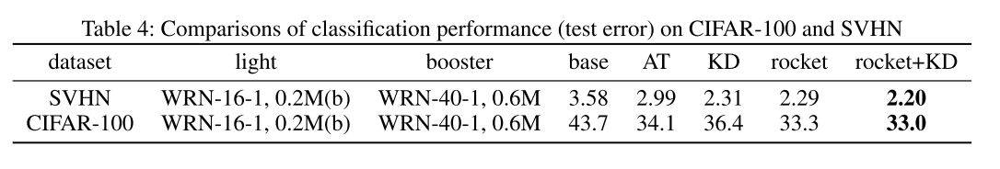 Table 4: Comparisons of classification performance (test error) on CIFAR-100 and SVHN
dataset light booster base AT KD rocket rocket+KD
SVHN WRN-16-1, 0.2M(b) WRN-40-1, 0.6M 3.58 2.99 2.31 2.29 2.20
CIFAR-100 WRN-16-1, 0.2M(b) WRN-40-1, 0.6M 43.7 34.1 36.4 33.3 33.0